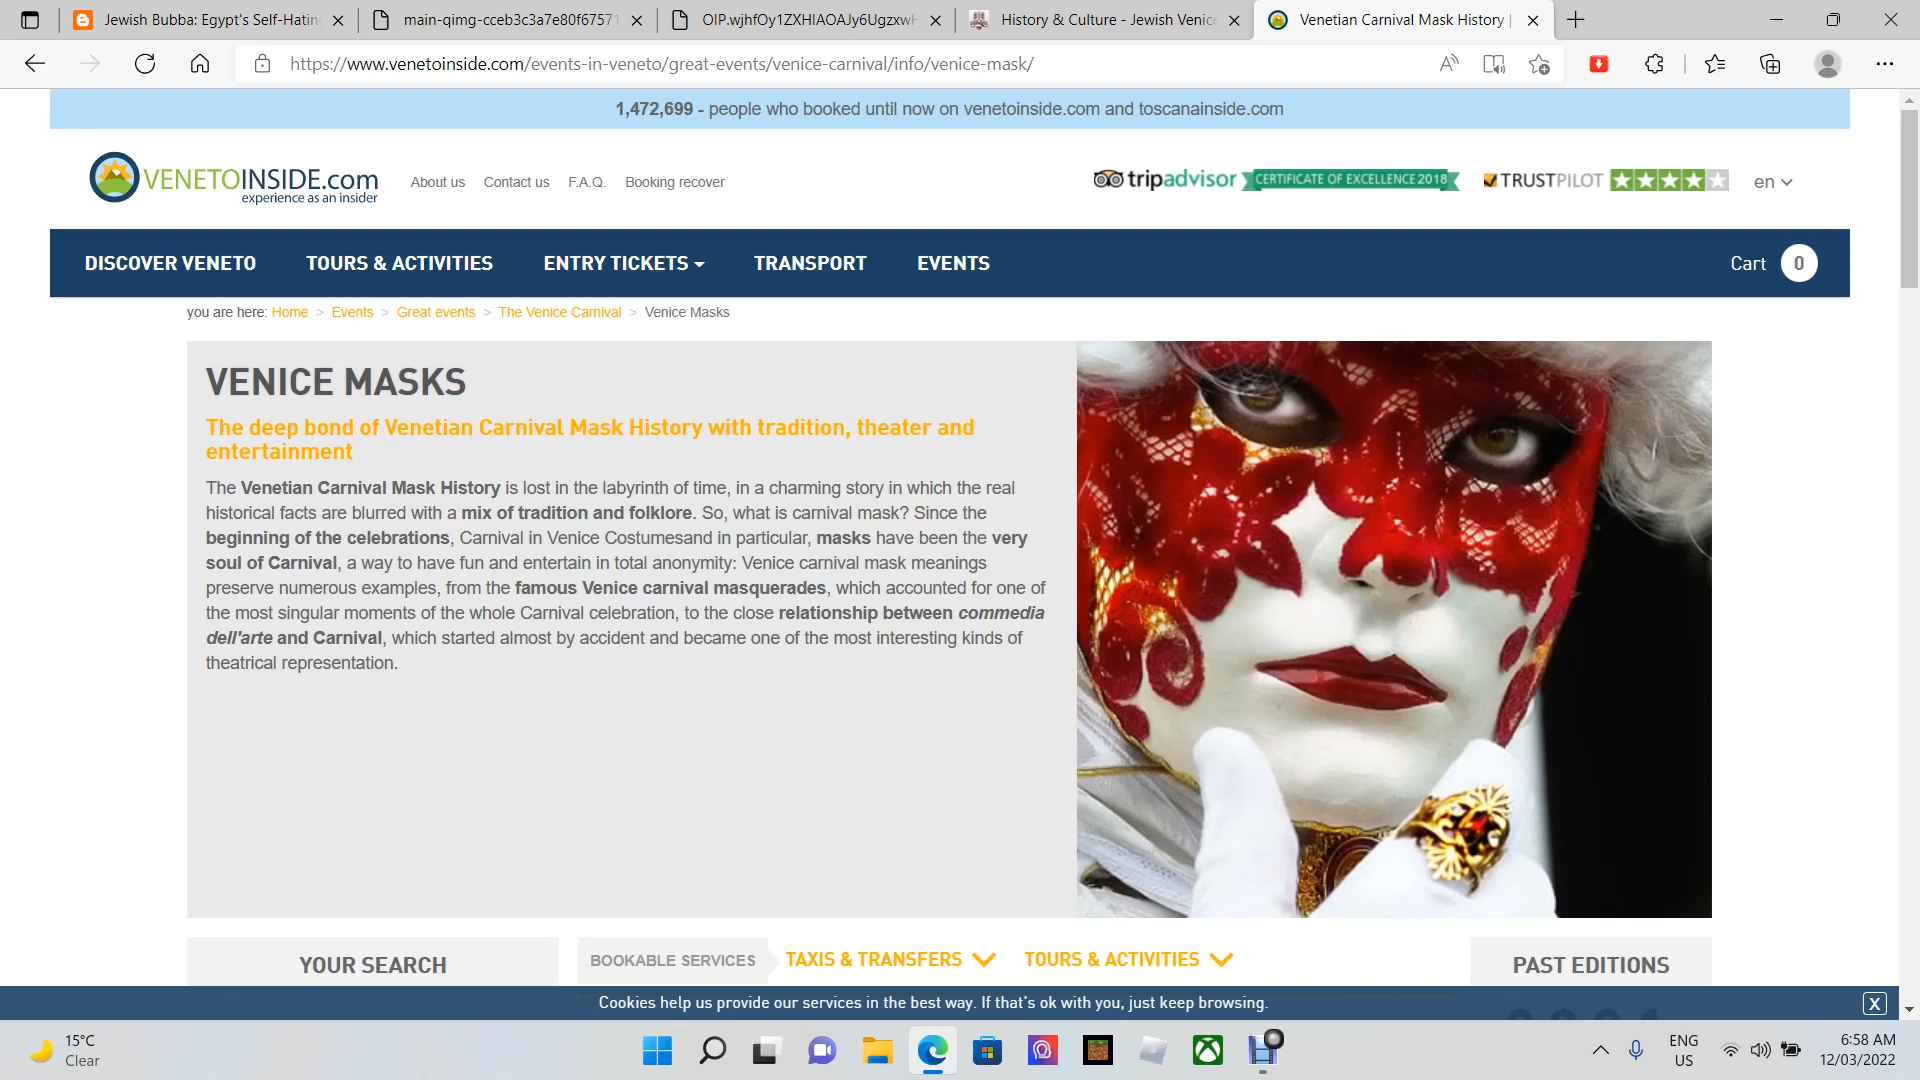 Jewish Bubba: Egypt's Self-Hatin
main-qimg-cceb3c3a7e80f67571
OIP.wjhfOy1ZXHIAOAJy6UgzxwH
History & Culture - Jewish Venice
Venetian Carnival Mask History |
https://www.venetoinside.com/events-in-veneto/great-events/venice-carnival/info/venice-mask/
1,472,699 - people who booked until now on venetoinside.com and toscanainside.com
VENETOINSIDE.com
experience as an insider
About us Contact us F.A.Q. Booking recover
tripadvisor CERTIFICATE OF EXCELLENCE 2018
TRUSTPILOT
en
DISCOVER VENETO TOURS & ACTIVITIES ENTRY TICKETS TRANSPORT EVENTS Cart 0
you are here: Home > Events > Great events > The Venice Carnival > Venice Masks
VENICE MASKS
The deep bond of Venetian Carnival Mask History with tradition, theater and
entertainment
The Venetian Carnival Mask History is lost in the labyrinth of time, in a charming story in which the real
historical facts are blurred with a mix of tradition and folklore. So, what is carnival mask? Since the
beginning of the celebrations, Carnival in Venice Costumesand in particular, masks have been the very
soul of Carnival, a way to have fun and entertain in total anonymity: Venice carnival mask meanings
preserve numerous examples, from the famous Venice carnival masquerades, which accounted for one of
the most singular moments of the whole Carnival celebration, to the close relationship between commedia
dell'arte and Carnival, which started almost by accident and became one of the most interesting kinds of
theatrical representation.
YOUR SEARCH
BOOKABLE SERVICES TAXIS & TRANSFERS TOURS & ACTIVITIES
PAST EDITIONS
Cookies help us provide our services in the best way. If that's ok with you, just keep browsing. X
15°C
Clear
ENG
US
6:58 AM
12/03/2022